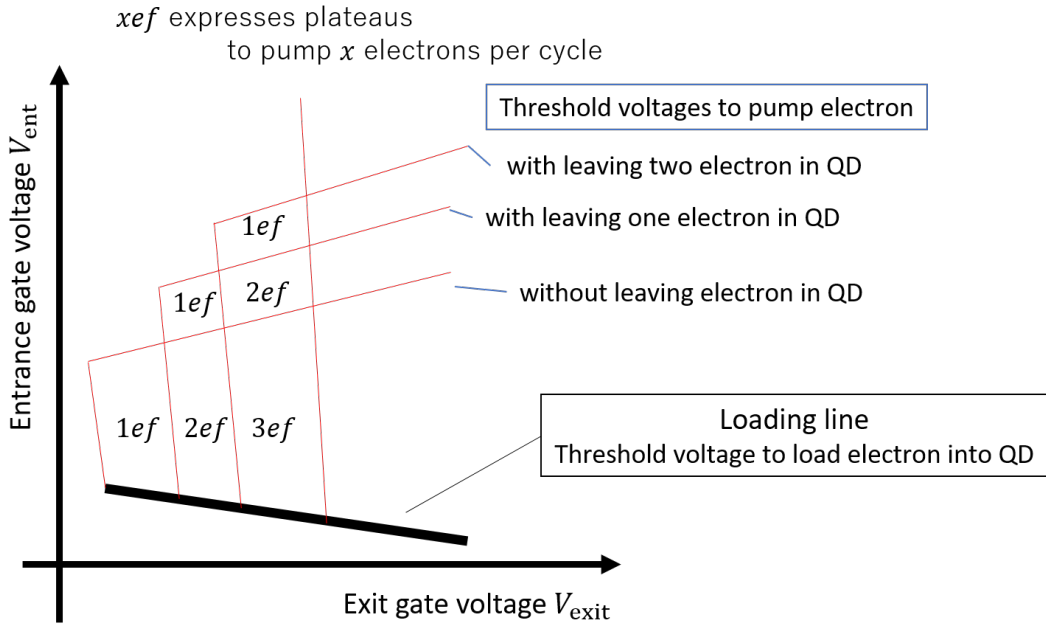 xef expresses plateaus
to pump x electrons per cycle
Entrance gate voltage V_ent
Threshold voltages to pump electron
with leaving two electron in QD
1ef
with leaving one electron in QD
1ef
2ef
without leaving electron in QD
1ef
2ef
3ef
Loading line
Threshold voltage to load electron into QD
Exit gate voltage V_exit